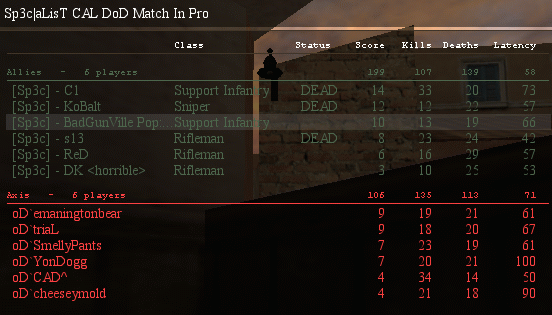 Sp3c|aLisT CAL DoD Match In Pro
Class Status Score Kills Deaths Latency
Allies - 6 players 199 107 139 58
[Sp3c] - C1 Support Infantry DEAD 14 33 20 73
[Sp3c] - KoBalt Sniper DEAD 12 12 22 57
[Sp3c] - BadGunVille Pop:... Support Infantry 10 13 19 66
[Sp3c] - s13 Rifleman DEAD 8 23 24 42
[Sp3c] - ReD Rifleman 6 16 29 57
[Sp3c] - DK <horrible> Rifleman 3 10 25 53
Axis - 6 players 106 135 113 71
oD`emaningtonbear 9 19 21 61
oD`triaL 9 18 20 67
oD`SmellyPants 7 23 19 61
oD`YonDogg 7 20 21 100
oD`CAD^ 4 34 14 50
oD`cheeseymold 4 21 18 90